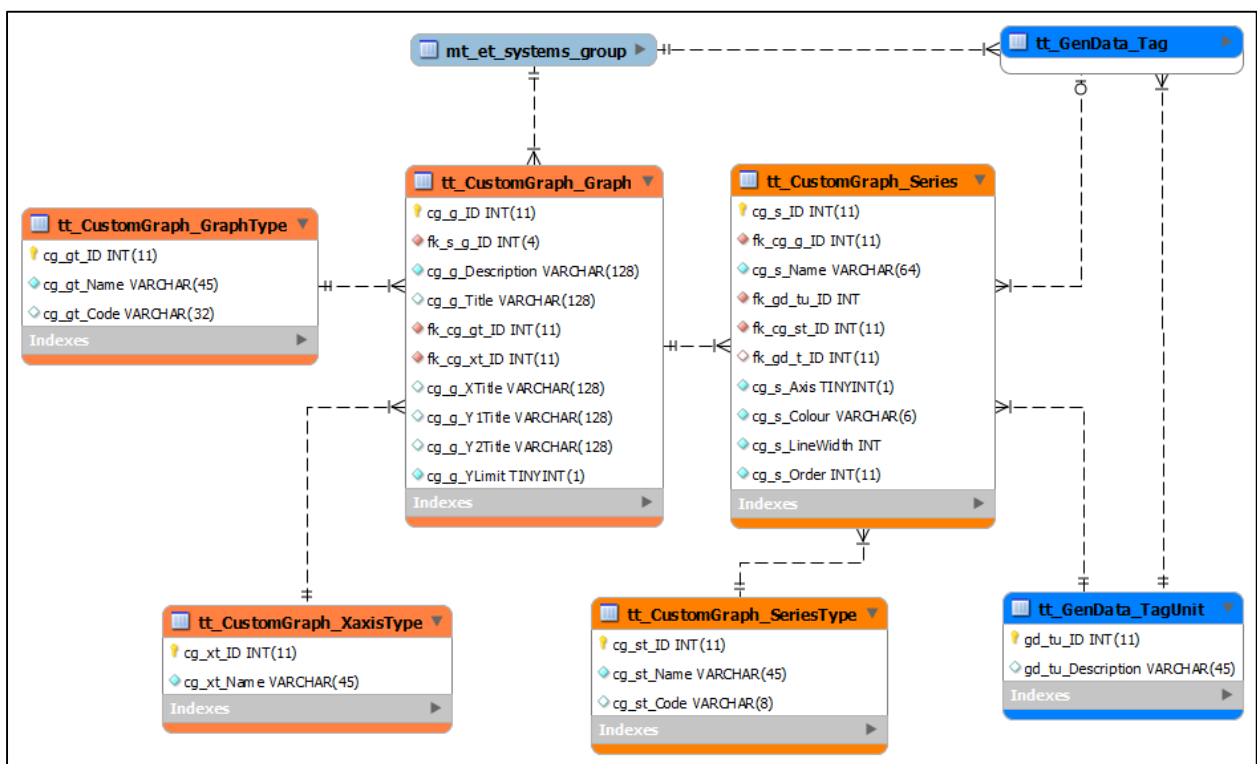 mt_et_systems_group
tt_GenData_Tag
tt_CustomGraph_GraphType
cg_gt_ID INT(11)
cg_gt_Name VARCHAR(45)
cg_gt_Code VARCHAR(32)
Indexes
tt_CustomGraph_Graph
cg_g_ID INT(11)
fk_s_g_ID INT(4)
cg_g_Description VARCHAR(128)
cg_g_Title VARCHAR(128)
fk_cg_gt_ID INT(11)
fk_cg_xt_ID INT(11)
cg_g_XTitle VARCHAR(128)
cg_g_Y1Title VARCHAR(128)
cg_g_Y2Title VARCHAR(128)
cg_g_YLimit TINYINT(1)
Indexes
tt_CustomGraph_Series
cg_s_ID INT(11)
fk_cg_g_ID INT(11)
cg_s_Name VARCHAR(64)
fk_gd_tu_ID INT
fk_cg_st_ID INT(11)
fk_gd_t_ID INT(11)
cg_s_Axis TINYINT(1)
cg_s_Colour VARCHAR(6)
cg_s_LineWidth INT
cg_s_Order INT(11)
Indexes
tt_CustomGraph_XaxisType
cg_xt_ID INT(11)
cg_xt_Name VARCHAR(45)
Indexes
tt_CustomGraph_SeriesType
cg_st_ID INT(11)
cg_st_Name VARCHAR(45)
cg_st_Code VARCHAR(8)
Indexes
tt_GenData_TagUnit
gd_tu_ID INT(11)
gd_tu_Description VARCHAR(45)
Indexes